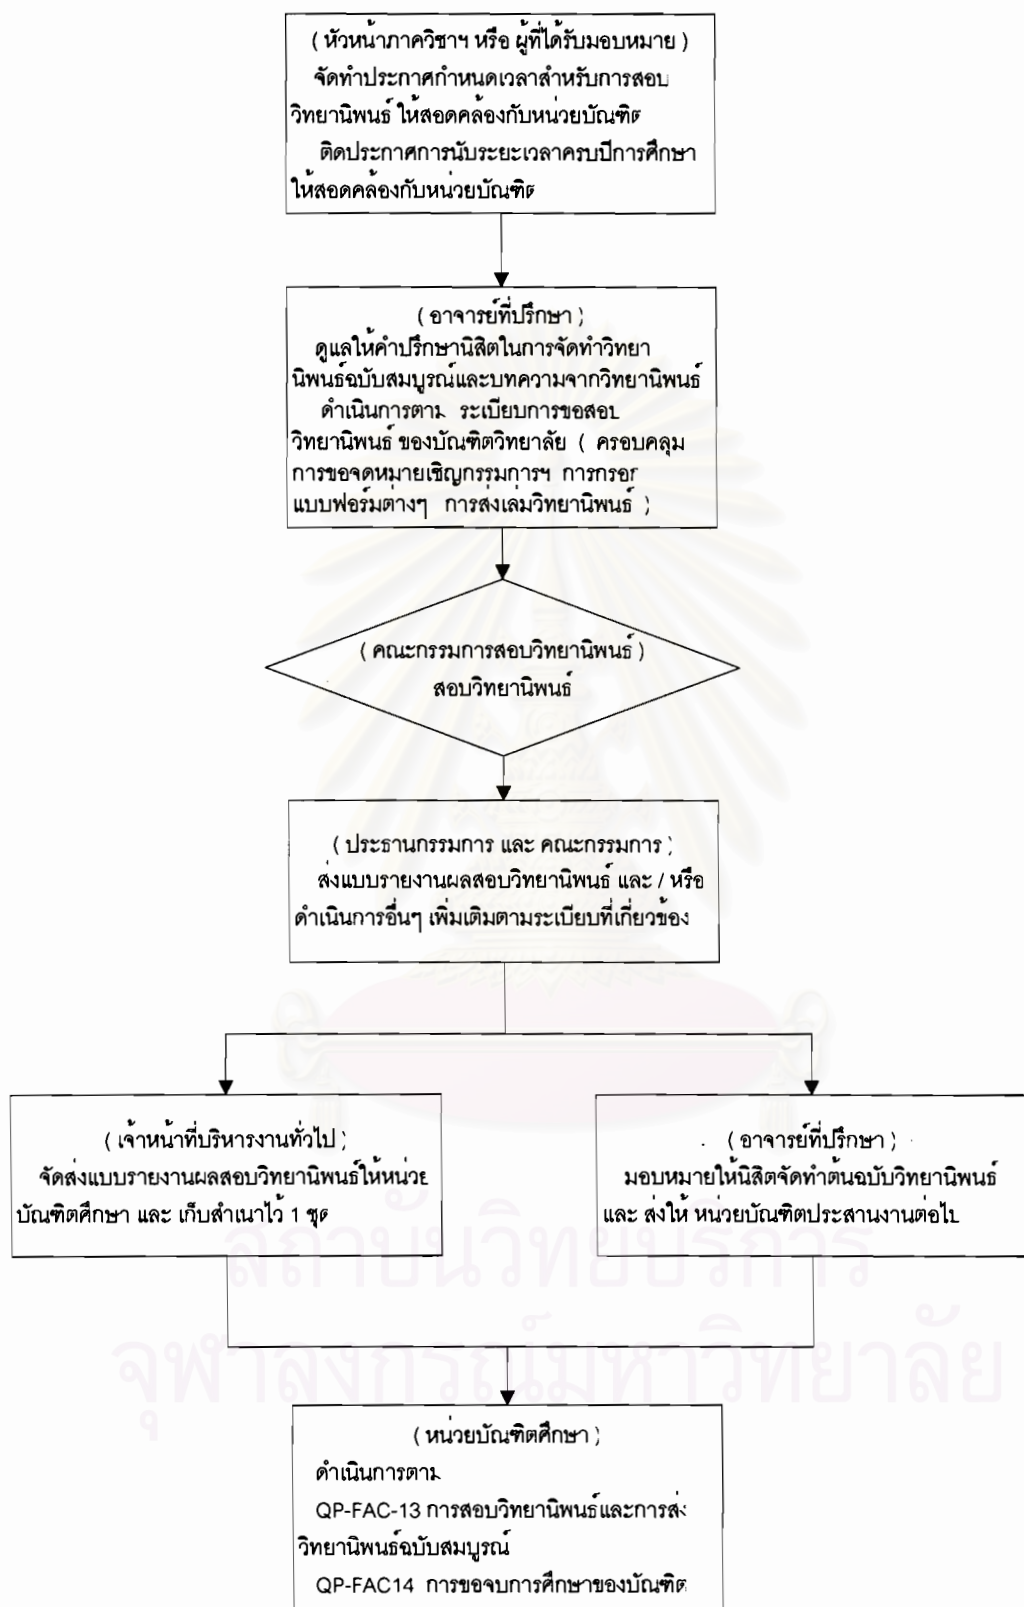 ( หัวหน้าภาควิชาฯ หรือ ผู้ที่ได้รับมอบหมาย )
จัดทำประกาศกำหนดเวลาสำหรับการสอบ
วิทยานิพนธ์ ให้สอดคล้องกับหน่วยบัณฑิต
ติดประกาศการนับระยะเวลาครบปีการศึกษา
ให้สอดคล้องกับหน่วยบัณฑิต
( อาจารย์ที่ปรึกษา )
ดูแลให้คำปรึกษานิสิตในการจัดทำวิทยา
นิพนธ์ฉบับสมบูรณ์และบทความจากวิทยานิพนธ์
ดำเนินการตาม ระเบียบการขอสอบ
วิทยานิพนธ์ ของบัณฑิตวิทยาลัย ( ครอบคลุม
การขอจดหมายเชิญกรรมการฯ การกรอก
แบบฟอร์มต่างๆ การส่งเล่มวิทยานิพนธ์ )
( คณะกรรมการสอบวิทยานิพนธ์ )
สอบวิทยานิพนธ์
( ประธานกรรมการ และ คณะกรรมการ )
ส่งแบบรายงานผลสอบวิทยานิพนธ์ และ / หรือ
ดำเนินการอื่นๆ เพิ่มเติมตามระเบียบที่เกี่ยวข้อง
( เจ้าหน้าที่บริหารงานทั่วไป )
จัดส่งแบบรายงานผลสอบวิทยานิพนธ์ให้หน่วย
บัณฑิตศึกษา และ เก็บสำเนาไว้ 1 ชุด
( อาจารย์ที่ปรึกษา )
มอบหมายให้นิสิตจัดทำต้นฉบับวิทยานิพนธ์
และ ส่งให้ หน่วยบัณฑิตประสานงานต่อไป
สถาบันวิทยบริการ
จุฬาลงกรณ์มหาวิทยาลัย
( หน่วยบัณฑิตศึกษา )
ดำเนินการตาม
QP-FAC-13 การสอบวิทยานิพนธ์และการส่ง
วิทยานิพนธ์ฉบับสมบูรณ์
QP-FAC14 การขอจบการศึกษาของบัณฑิต